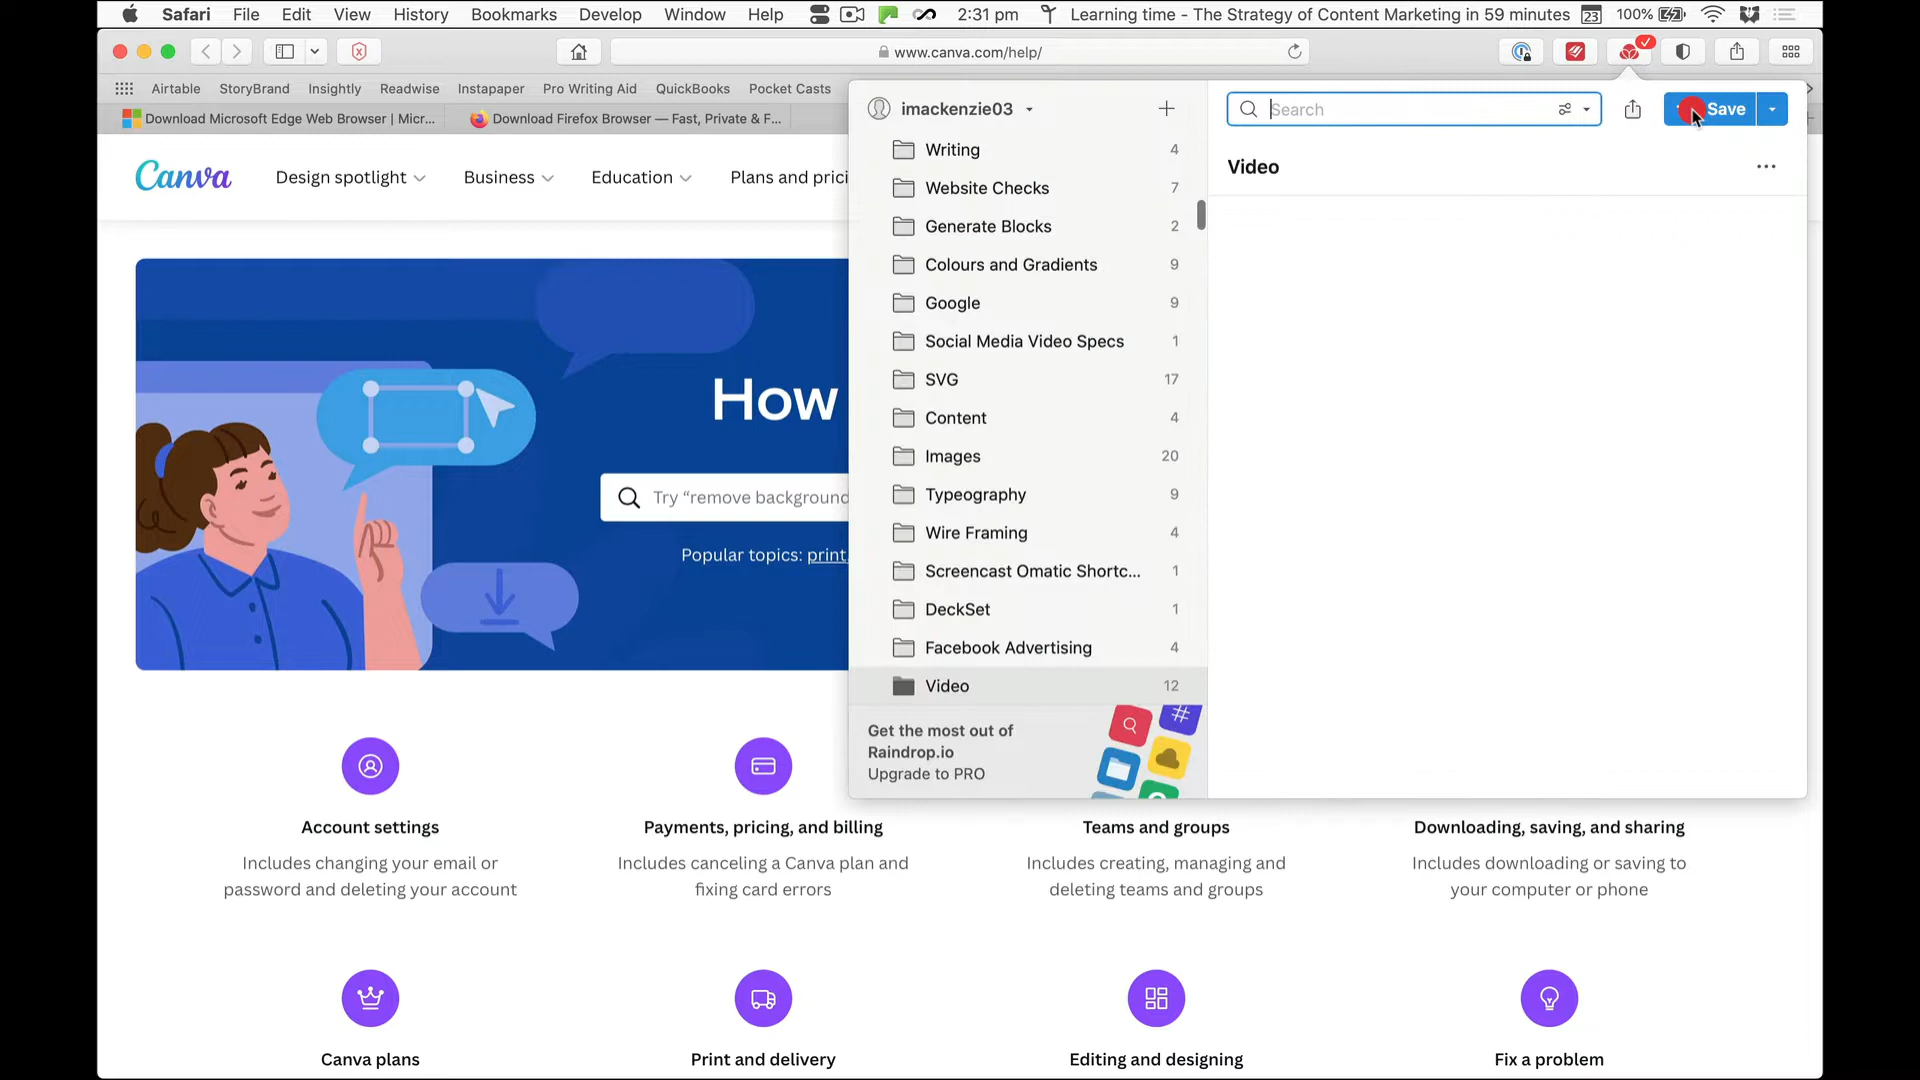 Safari File Edit View History Bookmarks Develop Window Help 2:31 pm Learning time - The Strategy of Content Marketing in 59 minutes 23 100%
www.canva.com/help/
Airtable StoryBrand Insightly Readwise Instapaper Pro Writing Aid QuickBooks Pocket Casts
Download Microsoft Edge Web Browser | Micr... Download Firefox Browser — Fast, Private & F...
Canva Design spotlight Business Education Plans and prici
How
Try “remove background
Popular topics: print,
imackenzie03
Writing 4
Website Checks 7
Generate Blocks 2
Colours and Gradients 9
Google 9
Social Media Video Specs 1
SVG 17
Content 4
Images 20
Typeography 9
Wire Framing 4
Screencast Omatic Shortc... 1
DeckSet 1
Facebook Advertising 4
Video 12
Get the most out of
Raindrop.io
Upgrade to PRO
Search
Save
Video
Account settings
Includes changing your email or
password and deleting your account
Payments, pricing, and billing
Includes canceling a Canva plan and
fixing card errors
Teams and groups
Includes creating, managing and
deleting teams and groups
Downloading, saving, and sharing
Includes downloading or saving to
your computer or phone
Canva plans
Print and delivery
Editing and designing
Fix a problem